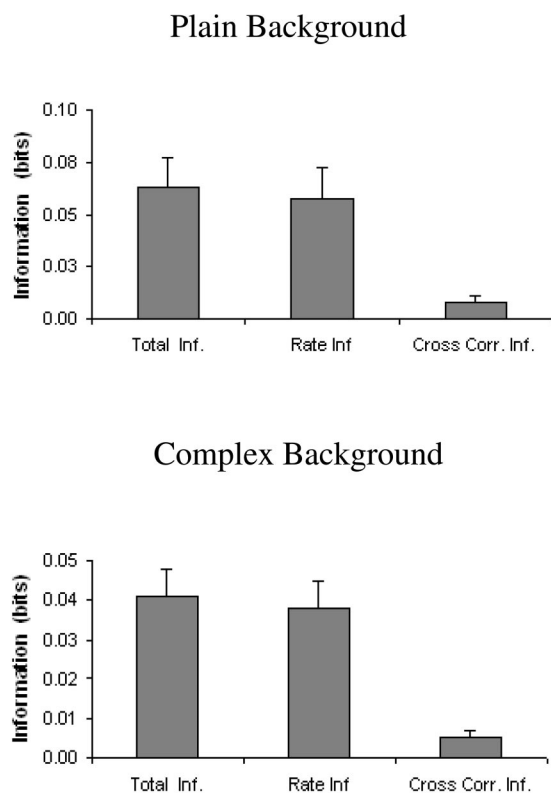 Plain Background
Information (bits)
0.10
0.08
0.05
0.03
0.00
Total Inf.
Rate Inf
Cross Corr. Inf.
Complex Background
Information (bits)
0.05
0.04
0.03
0.02
0.01
0.00
Total Inf.
Rate Inf
Cross Corr. Inf.